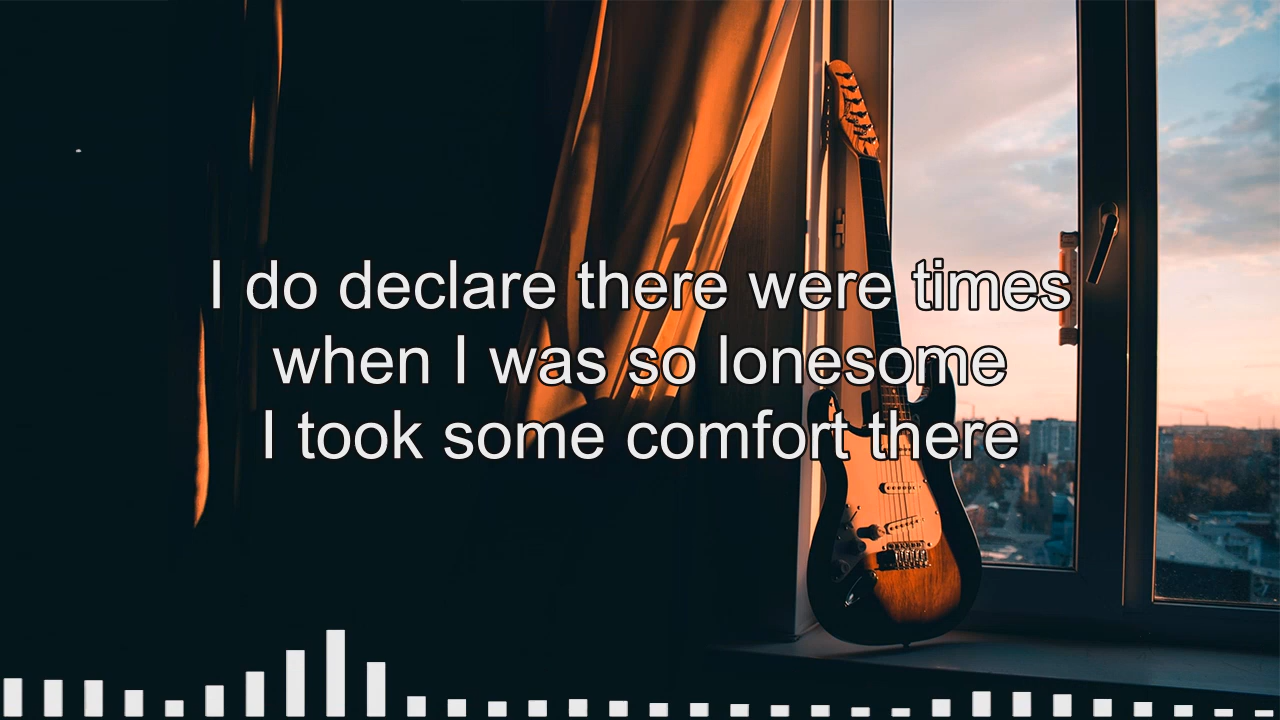 I do declare there were times
when I was so lonesome
I took some comfort there